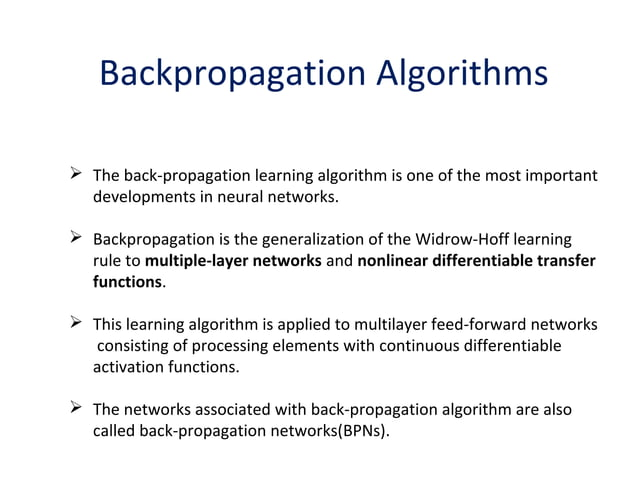 Backpropagation Algorithms
➢ The back-propagation learning algorithm is one of the most important
developments in neural networks.
➢ Backpropagation is the generalization of the Widrow-Hoff learning
rule to multiple-layer networks and nonlinear differentiable transfer
functions.
➢ This learning algorithm is applied to multilayer feed-forward networks
consisting of processing elements with continuous differentiable
activation functions.
➢ The networks associated with back-propagation algorithm are also
called back-propagation networks(BPNs).